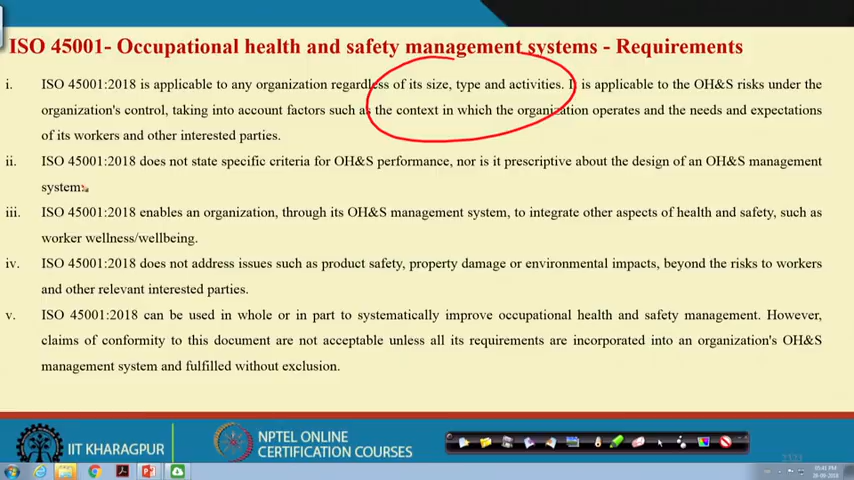 ISO 45001- Occupational health and safety management systems - Requirements
i. ISO 45001:2018 is applicable to any organization regardless of its size, type and activities. It is applicable to the OH&S risks under the
organization's control, taking into account factors such as the context in which the organization operates and the needs and expectations
of its workers and other interested parties.
ii. ISO 45001:2018 does not state specific criteria for OH&S performance, nor is it prescriptive about the design of an OH&S management
system.
iii. ISO 45001:2018 enables an organization, through its OH&S management system, to integrate other aspects of health and safety, such as
worker wellness/wellbeing.
iv. ISO 45001:2018 does not address issues such as product safety, property damage or environmental impacts, beyond the risks to workers
and other relevant interested parties.
v. ISO 45001:2018 can be used in whole or in part to systematically improve occupational health and safety management. However,
claims of conformity to this document are not acceptable unless all its requirements are incorporated into an organization's OH&S
management system and fulfilled without exclusion.
IIT KHARAGPUR
NPTEL ONLINE
CERTIFICATION COURSES
05:41 PM